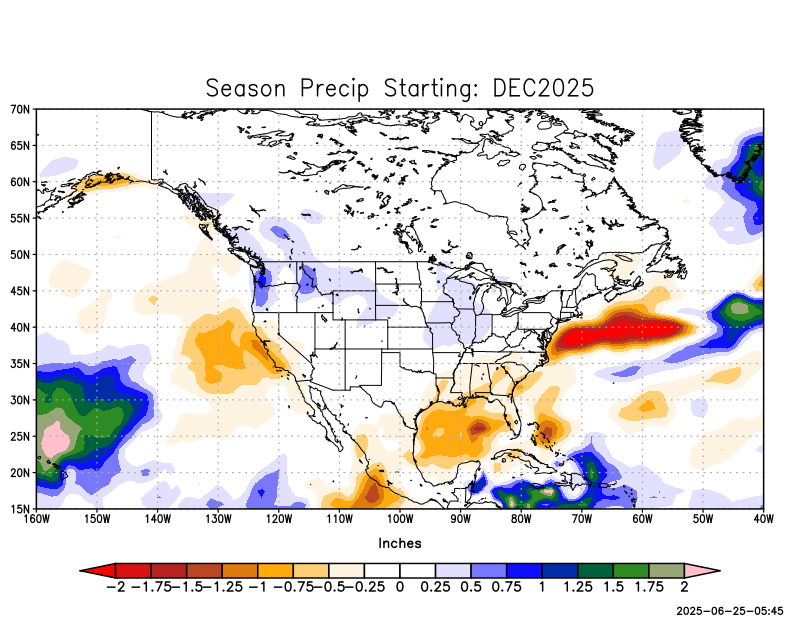 Season Precip Starting: DEC2025
70N
65N
60N
55N
50N
45N
40N
35N
30N
25N
20N
15N
160W 150W 140W 130W 120W 110W 100W 90W 80W 70W 60W 50W 40W
Inches
-2 -1.75 -1.5 -1.25 -1 -0.75 -0.5 -0.25 0 0.25 0.5 0.75 1 1.25 1.5 1.75 2
2025-06-25-05:45